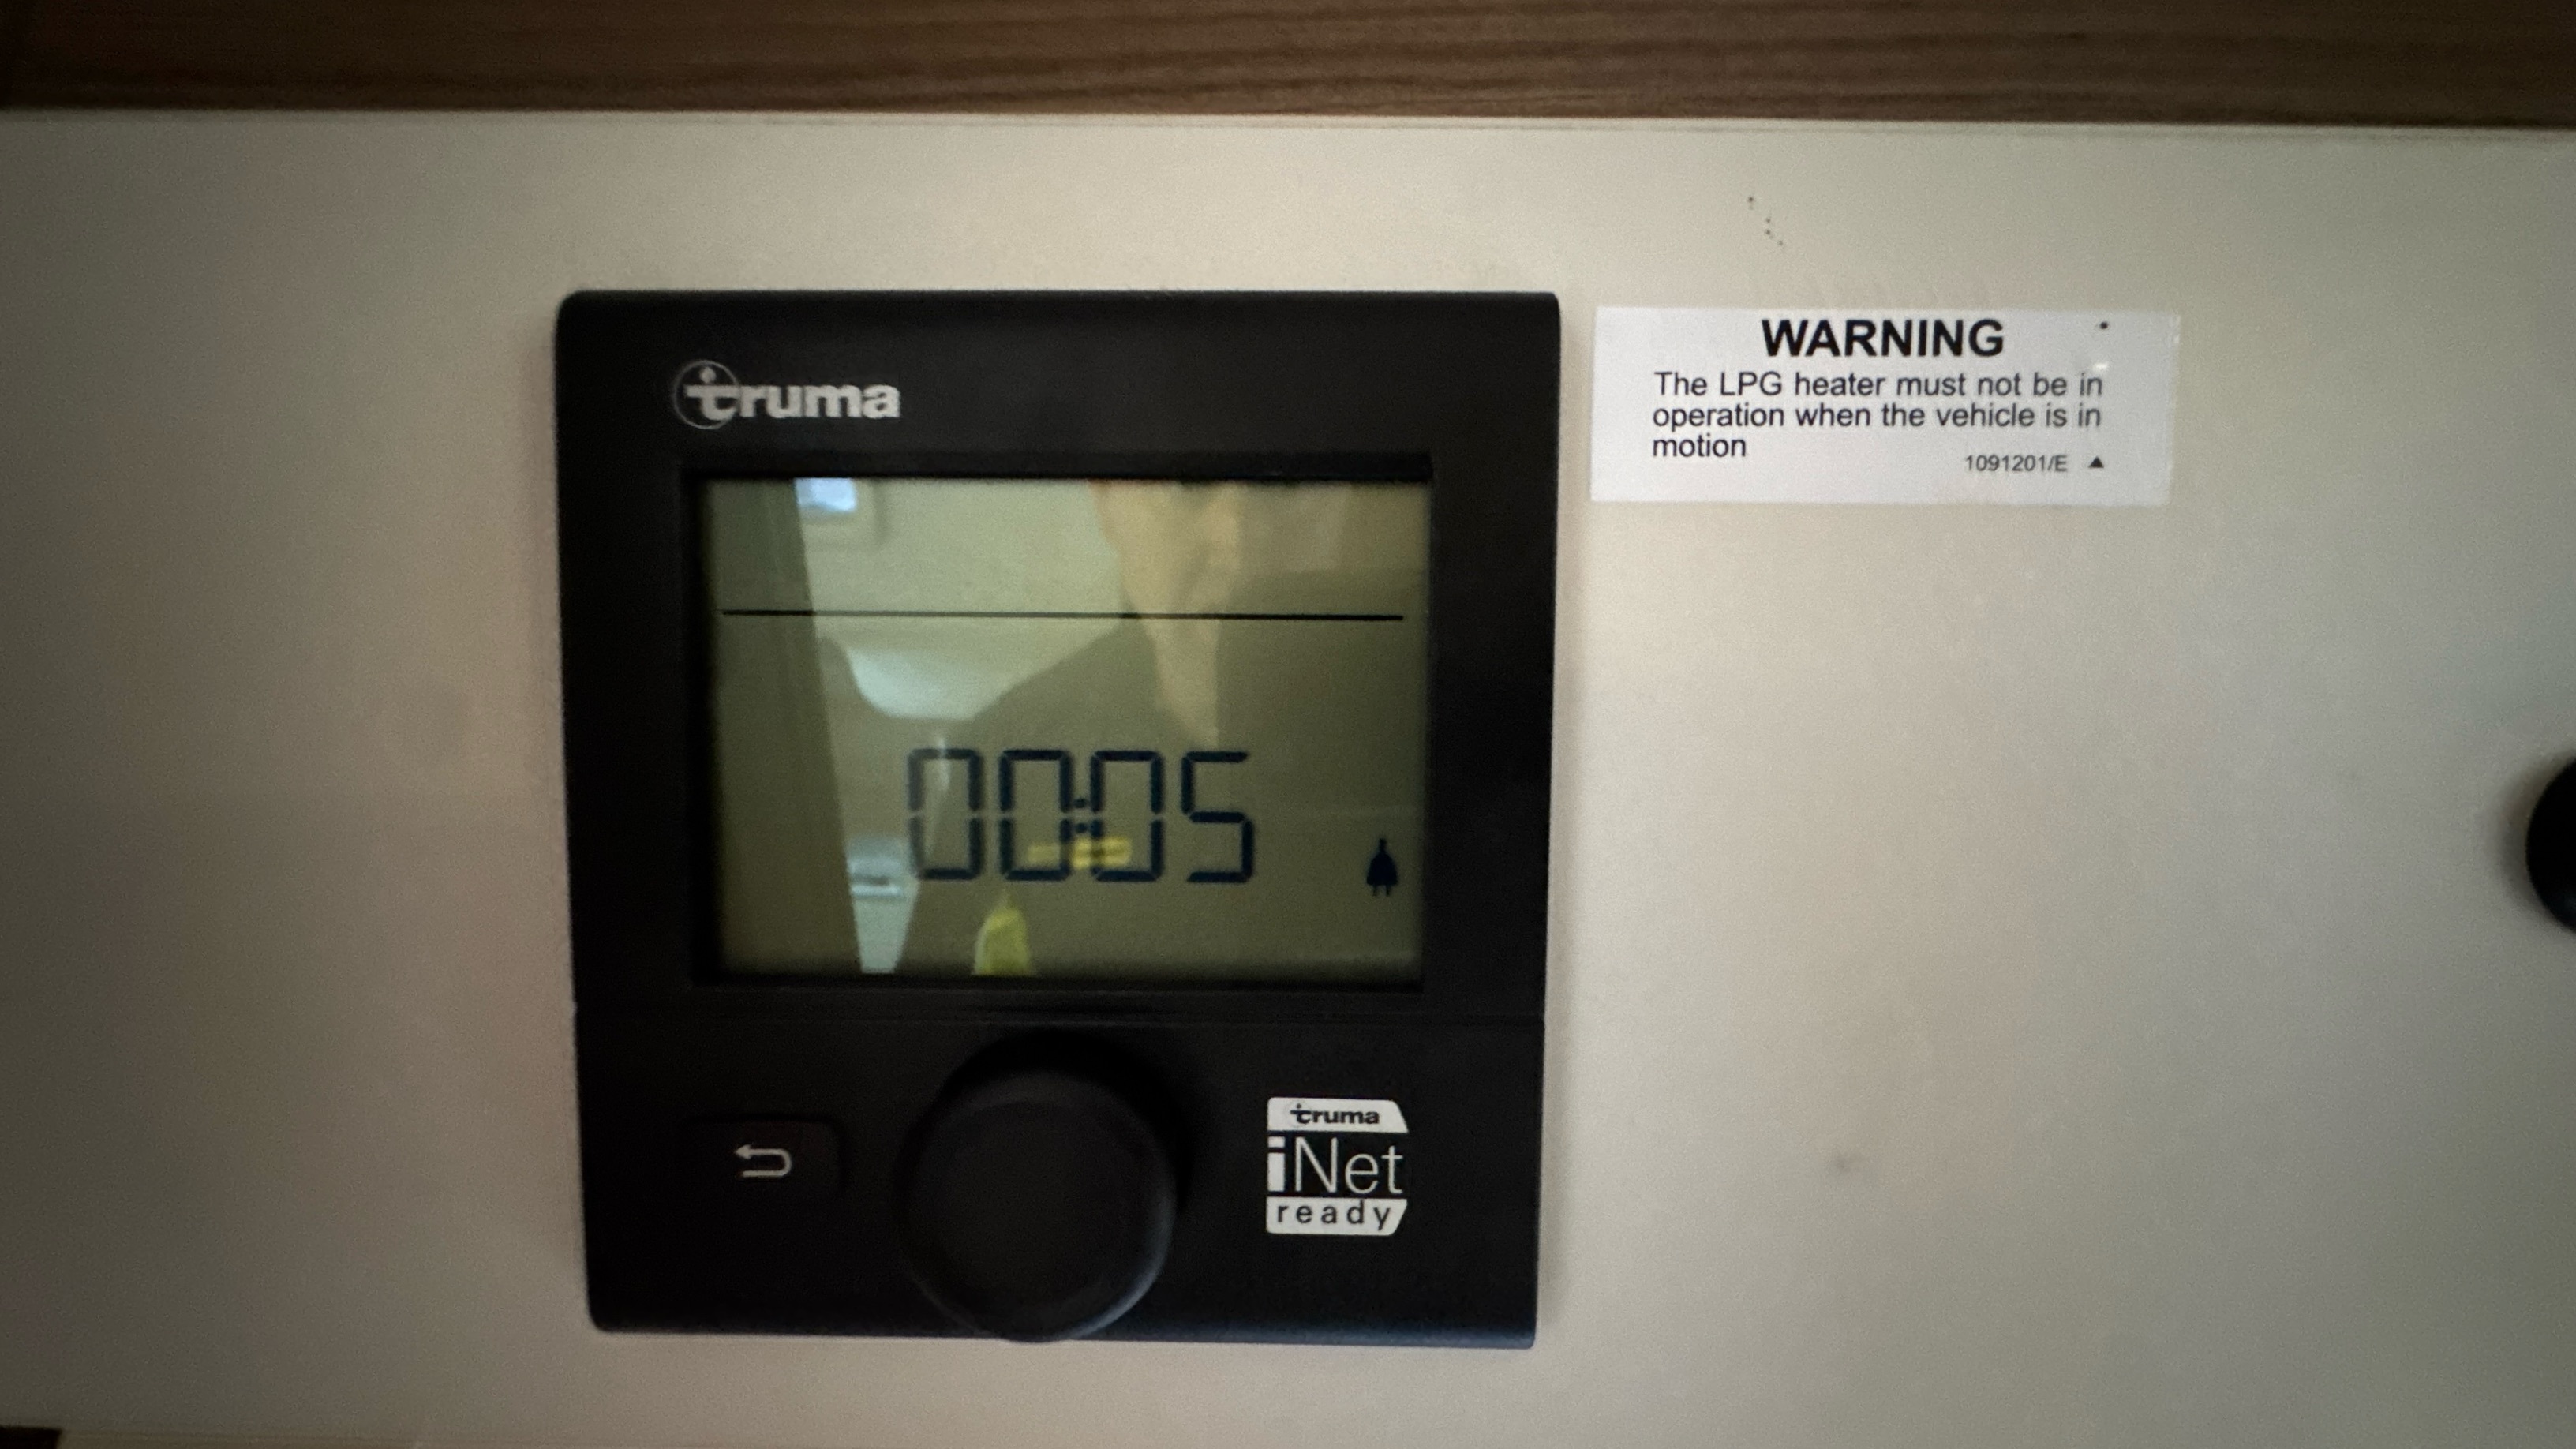 truma
WARNING
The LPG heater must not be in
operation when the vehicle is in
motion
1091201/E
00:05
truma
iNet
ready